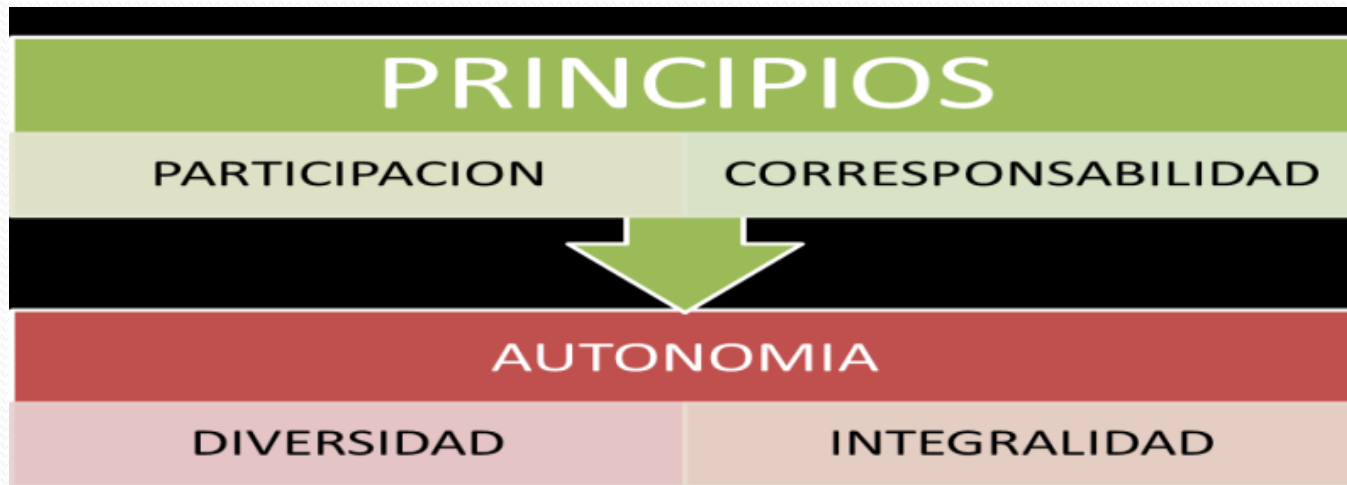 PRINCIPIOS
PARTICIPACION CORRESPONSABILIDAD
AUTONOMIA
DIVERSIDAD INTEGRALIDAD